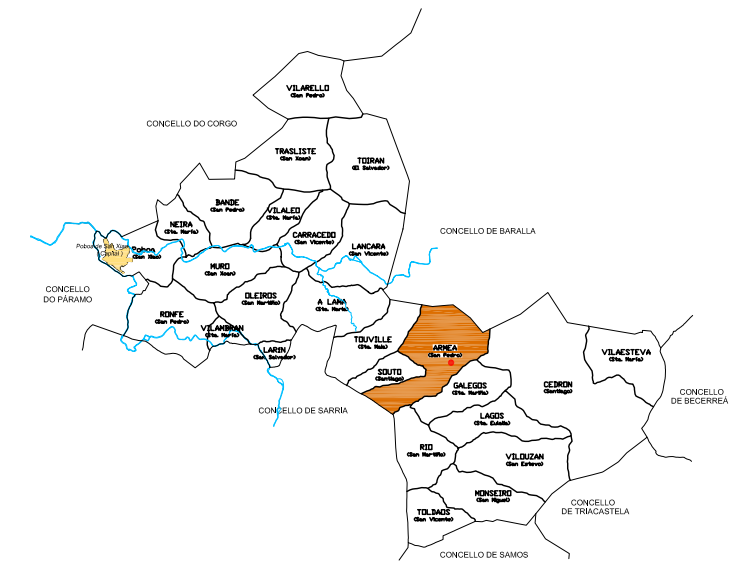 VILARELLO
(San Pedro)
CONCELLO DO CORGO
TRASLISTE
(San Xoan)
TOIRAN
(El Salvador)
BANDE
(San Pedro)
VILALEO
(Sta. María)
NEIRA
(Sta. María)
CARRACEDO
(San Vicente)
CONCELLO DE BARALLA
LANCARA
(San Vicente)
Poboa de San Xiao
(Capital)
Poboa
(San Xiao)
MURO
(San Xoan)
CONCELLO
DO PÁRAMO
OLEIROS
(San Martiño)
A LAMA
(Sta. María)
RONFE
(San Pedro)
VILAMBRAN
(Sta. María)
LARIN
(San Salvador)
TOUVILLE
(Sta. Maia)
ARMEA
(San Pedro)
VILAESTEVA
(Sta. María)
SOUTO
(Santiago)
GALEGOS
(Sta. Mariña)
CEDRON
(Santiago)
CONCELLO
DE BECERREÁ
CONCELLO DE SARRIA
LAGOS
(Sta. Eulalia)
RIO
(San Martiño)
VILOUZAN
(San Estevo)
MONSEIRO
(San Miguel)
TOLDAOS
(San Vicente)
CONCELLO
DE TRIACASTELA
CONCELLO DE SAMOS